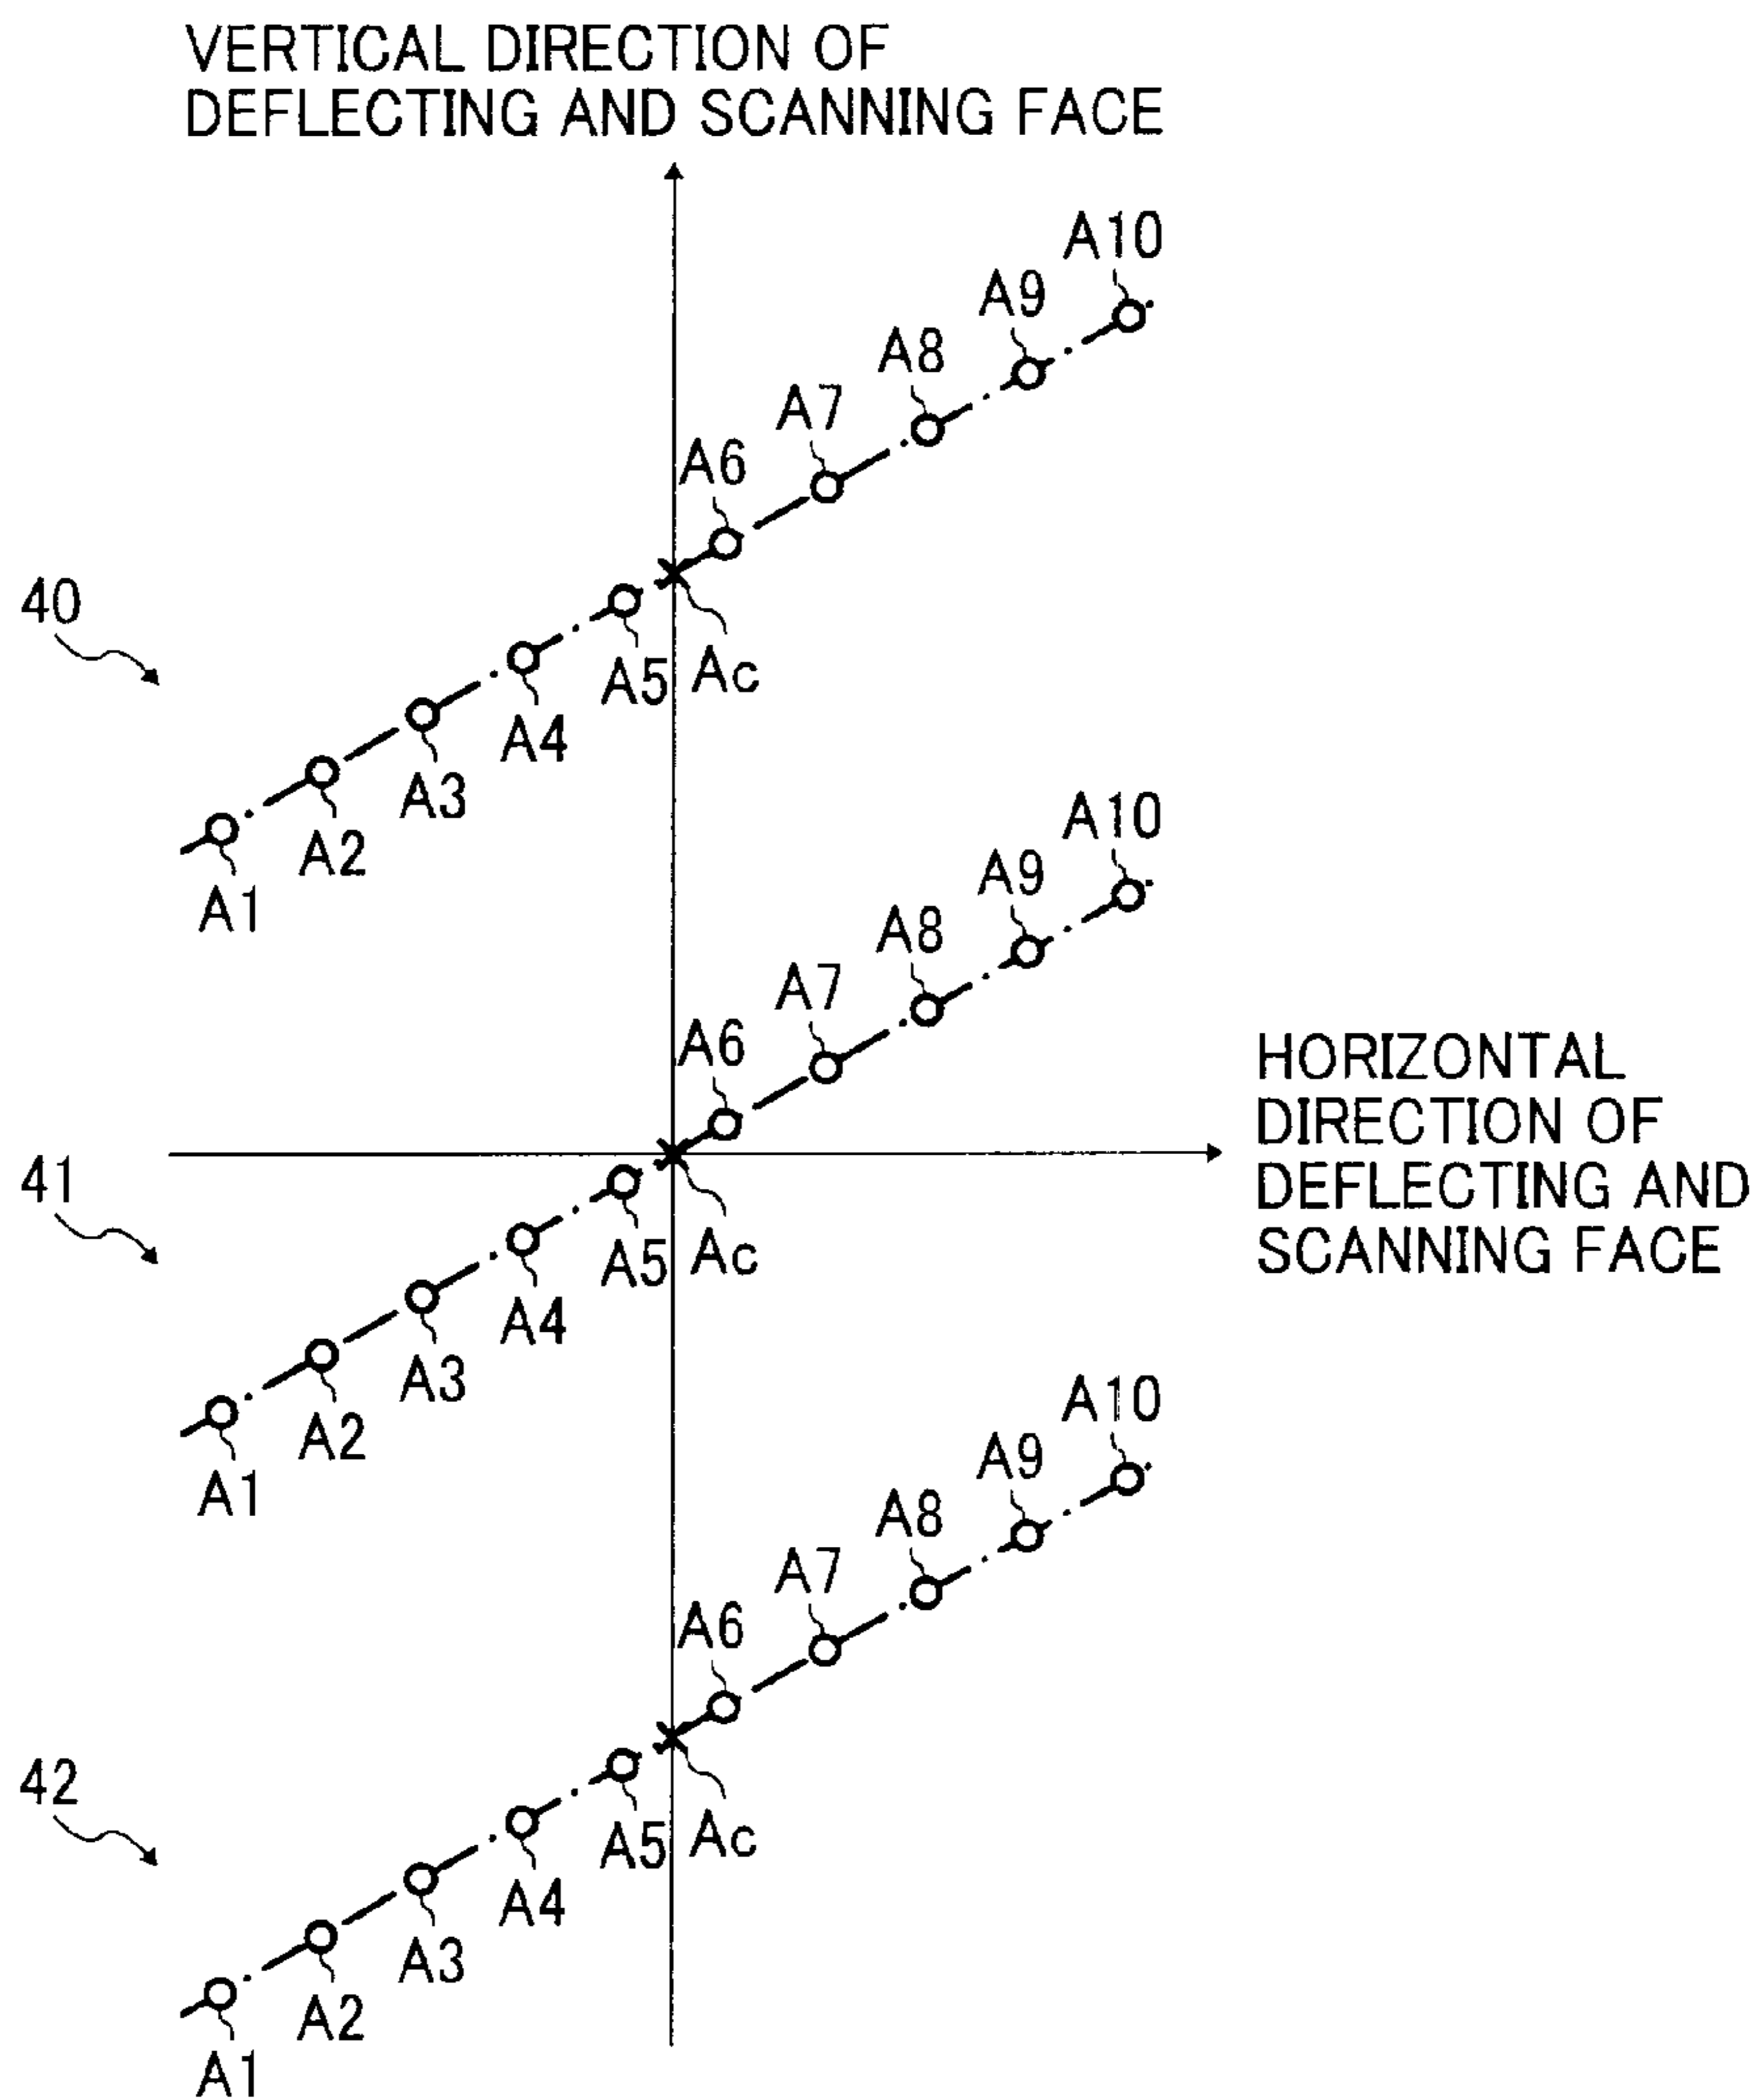 VERTICAL DIRECTION OF
DEFLECTING AND SCANNING FACE
A10
A9
A8
A7
A6
40
Ac
A5
A4
A3
A2
A1
A10
A9
A8
A7
A6
HORIZONTAL
DIRECTION OF
DEFLECTING AND
SCANNING FACE
41
Ac
A5
A4
A3
A2
A1
A10
A9
A8
A7
A6
42
Ac
A5
A4
A3
A2
A1